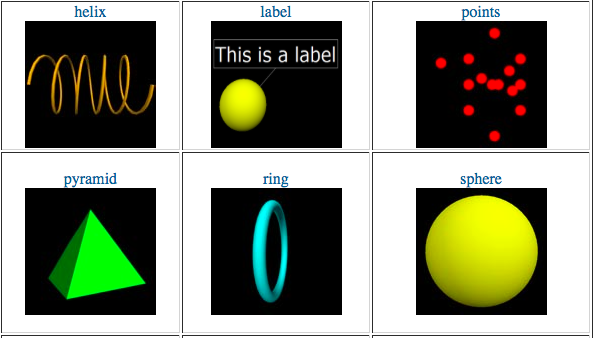 helix
label
points
This is a label
pyramid
ring
sphere